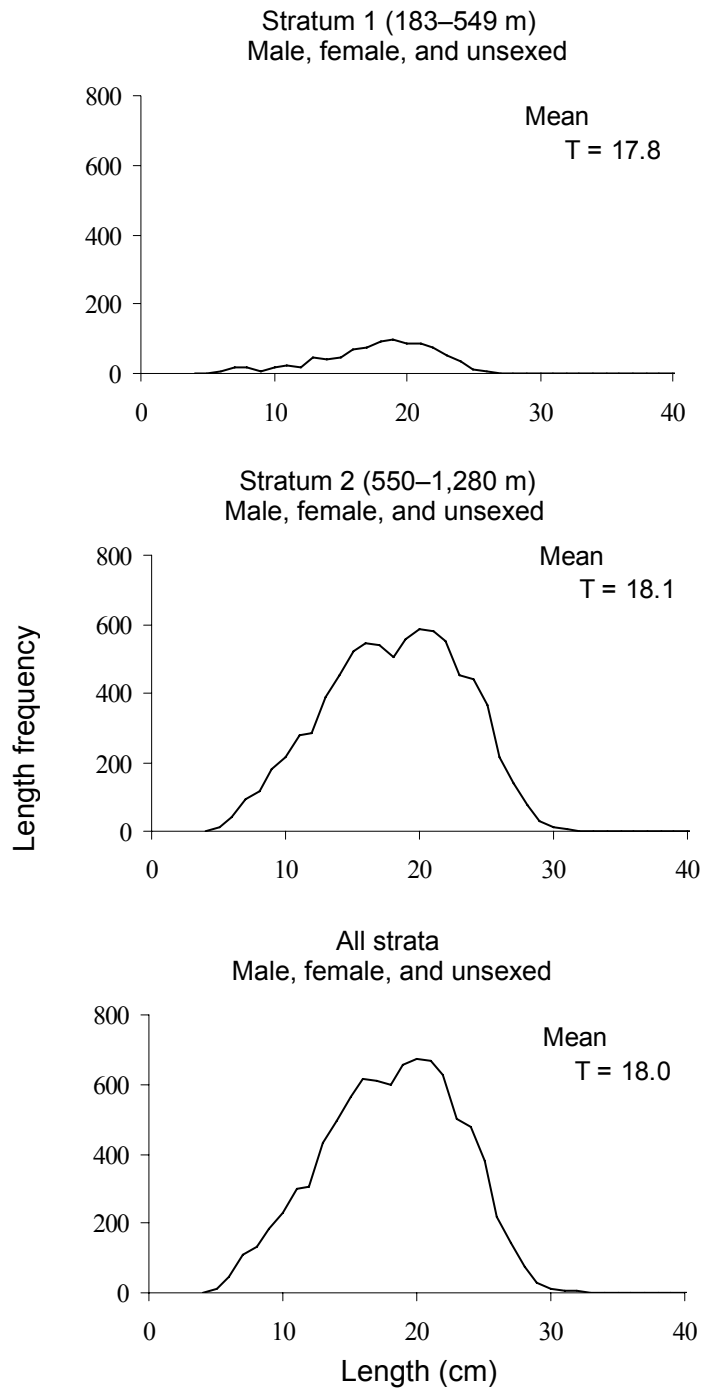 Stratum 1 (183–549 m)
Male, female, and unsexed
800
Mean
T = 17.8
600
400
200
0
0 10 20 30 40
Stratum 2 (550–1,280 m)
Male, female, and unsexed
800
Mean
T = 18.1
600
400
200
0
0 10 20 30 40
Length frequency
All strata
Male, female, and unsexed
800
Mean
T = 18.0
600
400
200
0
0 10 20 30 40
Length (cm)